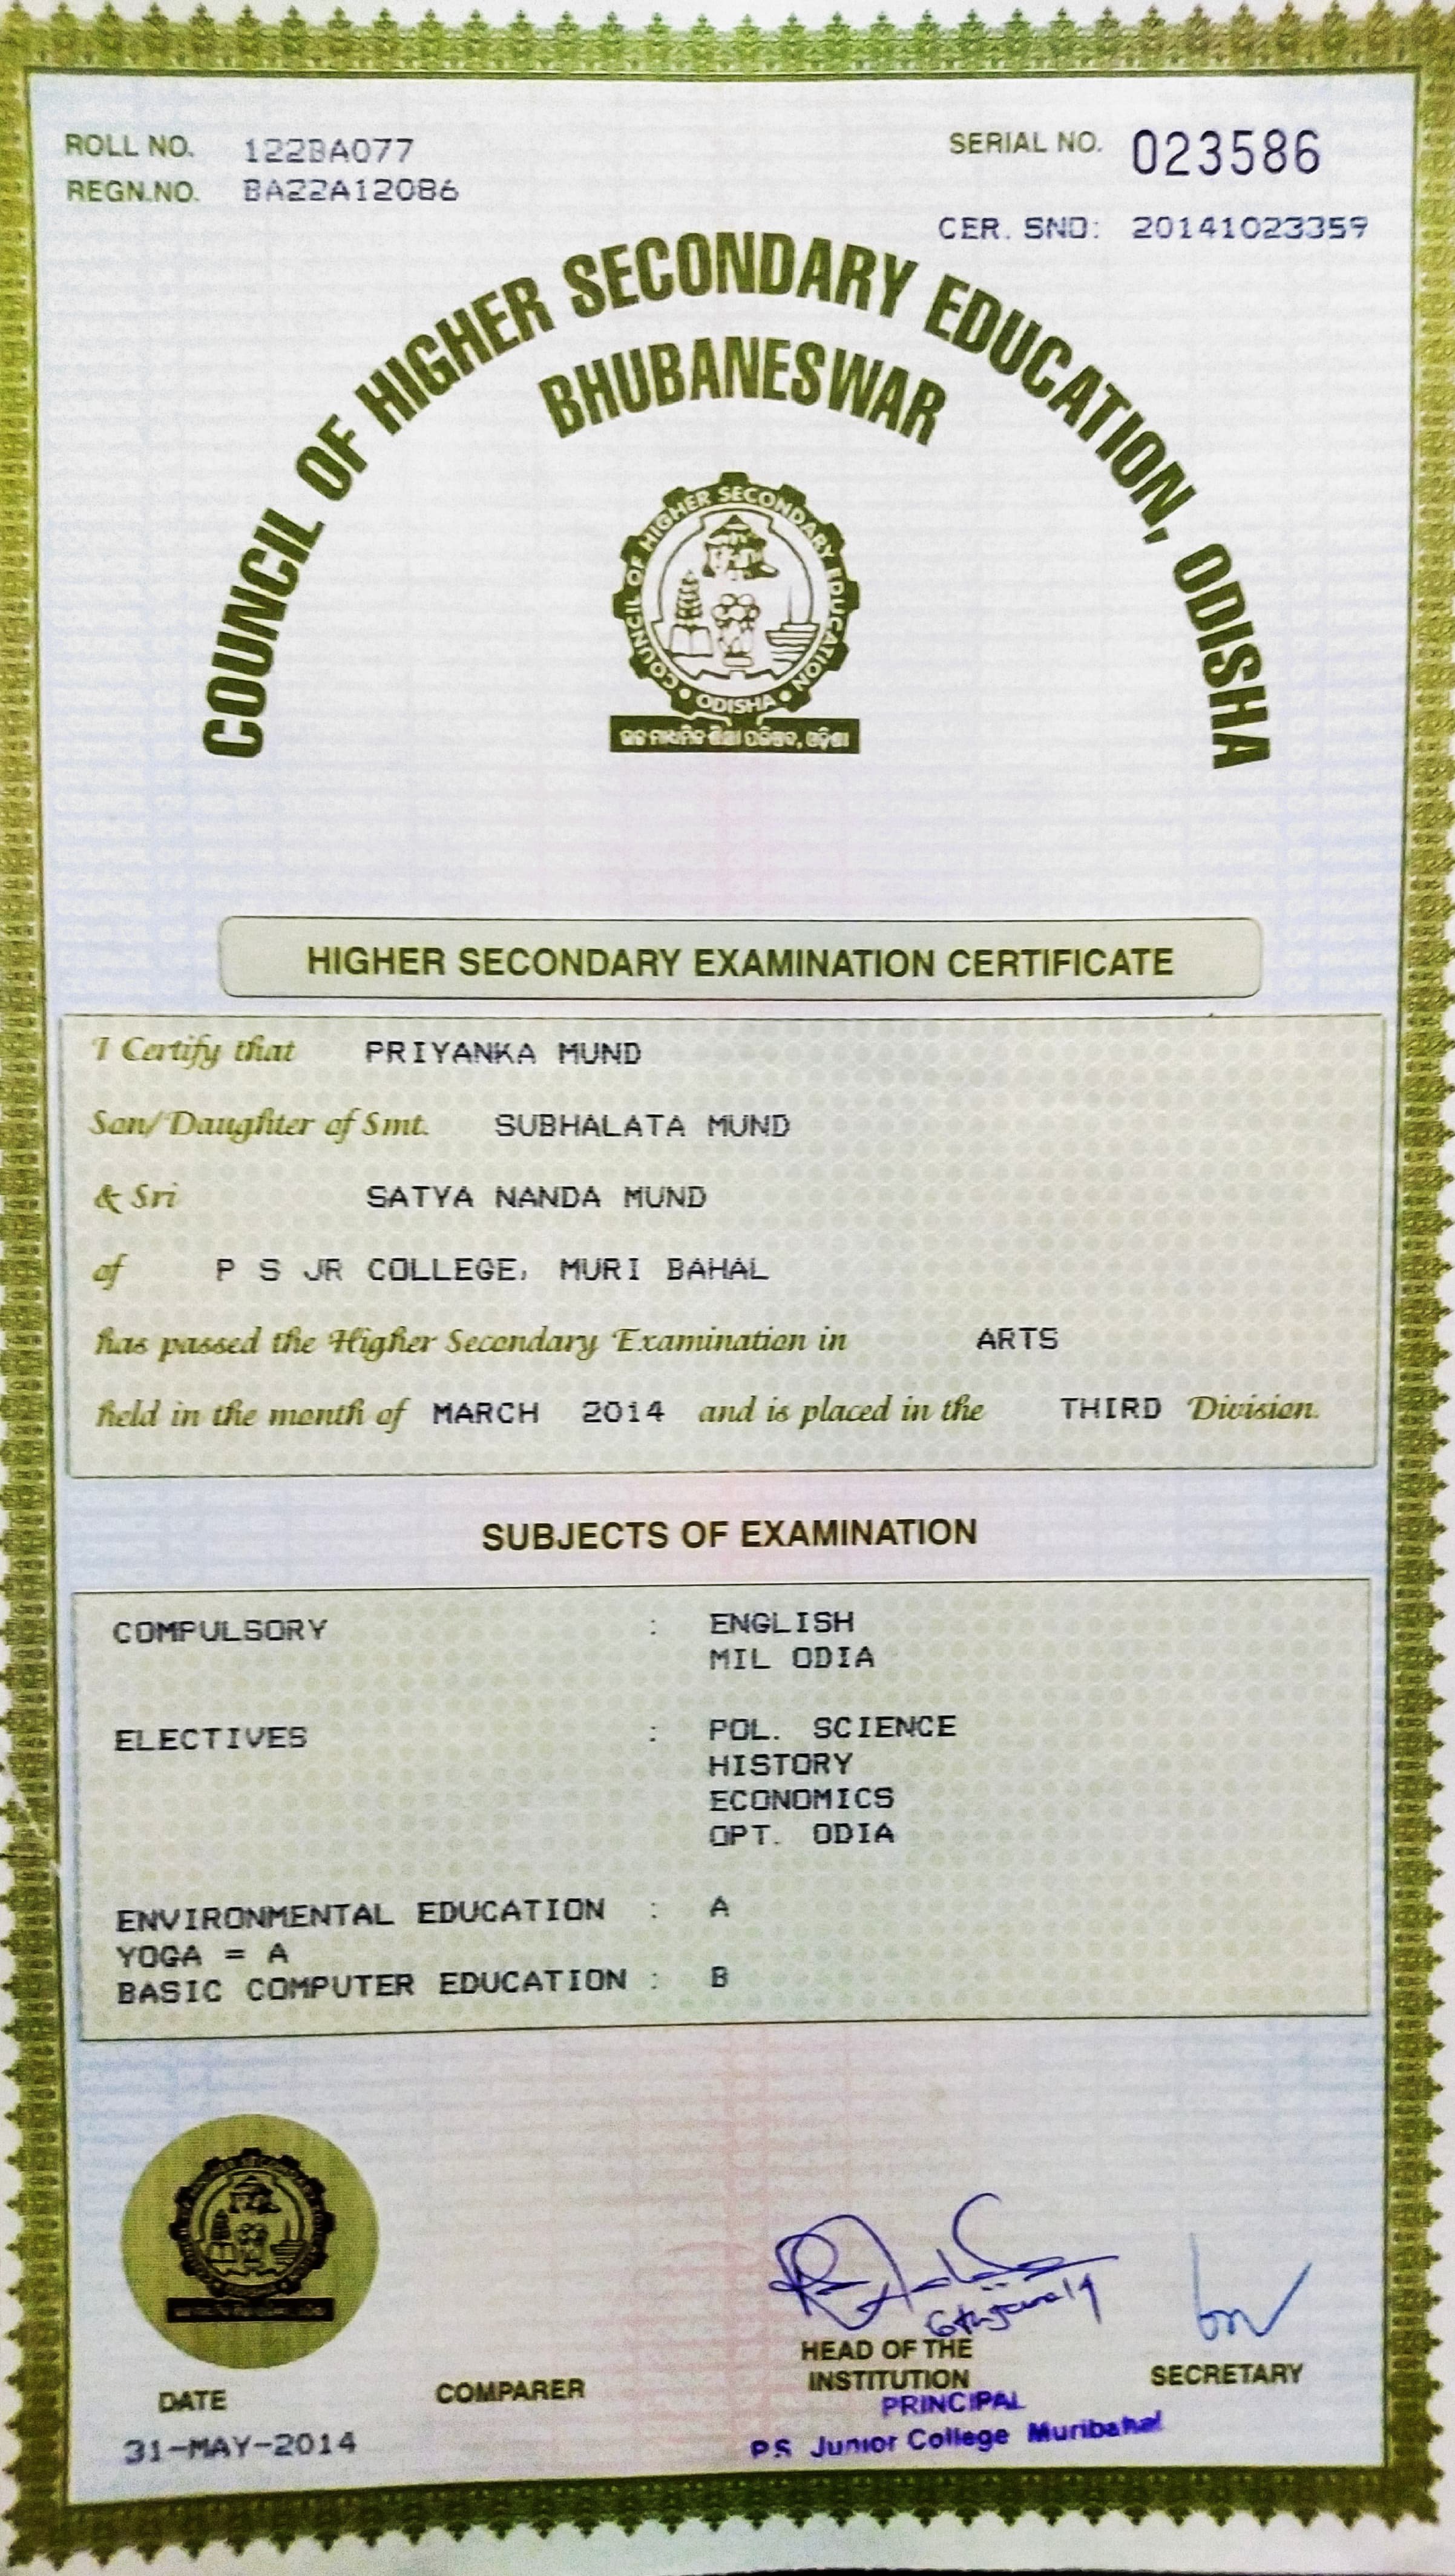 ROLL NO. 122BA077
REGN.NO. BA22A12086
SERIAL NO. 023586
CER. SNO: 20141023359
COUNCIL OF HIGHER SECONDARY EDUCATION, ODISHA
BHUBANESWAR
COUNCIL OF HIGHER SECONDARY EDUCATION
• ODISHA •
ଉଚ୍ଚ ମାଧ୍ୟମିକ ଶିକ୍ଷା ପରିଷଦ, ଓଡ଼ିଶା
HIGHER SECONDARY EXAMINATION CERTIFICATE
I Certify that PRIYANKA MUND
Son/Daughter of Smt. SUBHALATA MUND
& Sri SATYA NANDA MUND
of P S JR COLLEGE, MURI BAHAL
has passed the Higher Secondary Examination in ARTS
held in the month of MARCH 2014 and is placed in the THIRD Division.
SUBJECTS OF EXAMINATION
COMPULSORY : ENGLISH
MIL ODIA
ELECTIVES : POL. SCIENCE
HISTORY
ECONOMICS
OPT. ODIA
ENVIRONMENTAL EDUCATION : A
YOGA = A
BASIC COMPUTER EDUCATION : B
HEAD OF THE
INSTITUTION
SECRETARY
DATE
COMPARER
PRINCIPAL
P.S Junior College Muribahal
31-MAY-2014